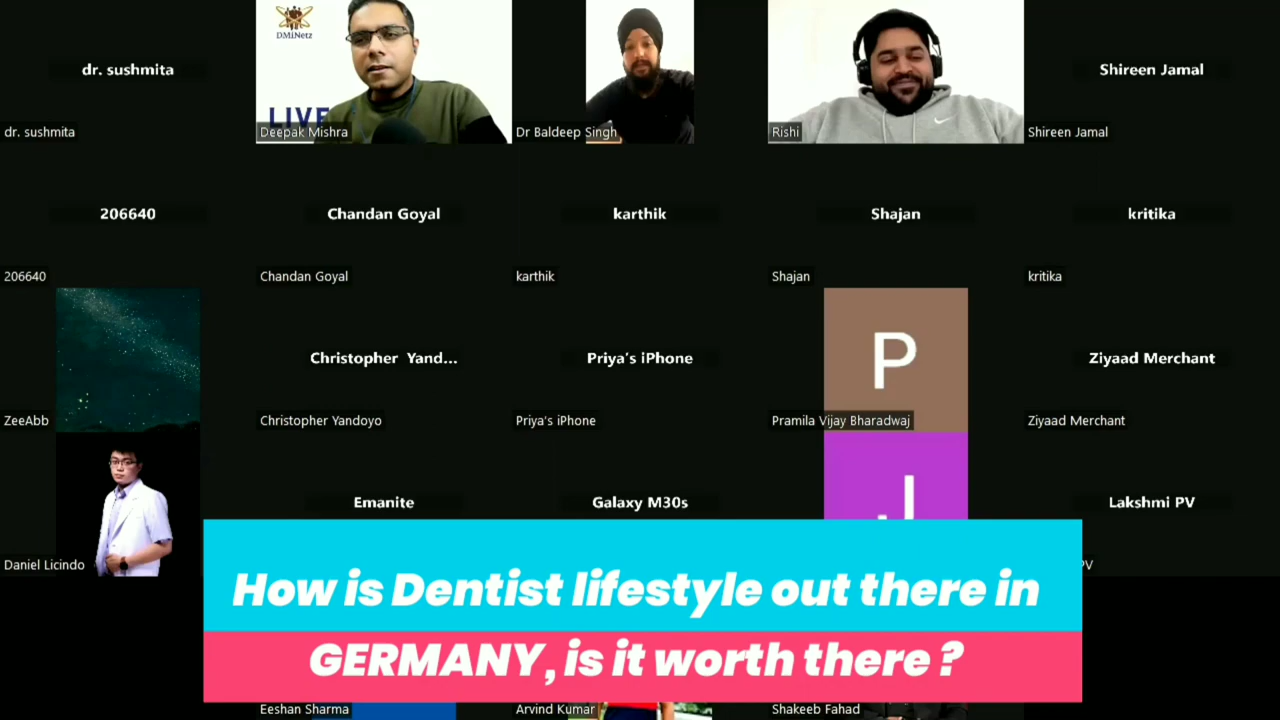 dr. sushmita
dr. sushmita
DMiNetz
LIVE
Deepak Mishra
Dr Baldeep Singh
Rishi
Shireen Jamal
Shireen Jamal
206640
206640
Chandan Goyal
Chandan Goyal
karthik
karthik
Shajan
Shajan
kritika
kritika
ZeeAbb
Christopher Yand...
Christopher Yandoyo
Priya's iPhone
Priya's iPhone
P
Pramila Vijay Bharadwaj
Ziyaad Merchant
Ziyaad Merchant
Daniel Licindo
Emanite
Galaxy M30s
J
Lakshmi PV
PV
How is Dentist lifestyle out there in
GERMANY, is it worth there ?
Eeshan Sharma
Arvind Kumar
Shakeeb Fahad